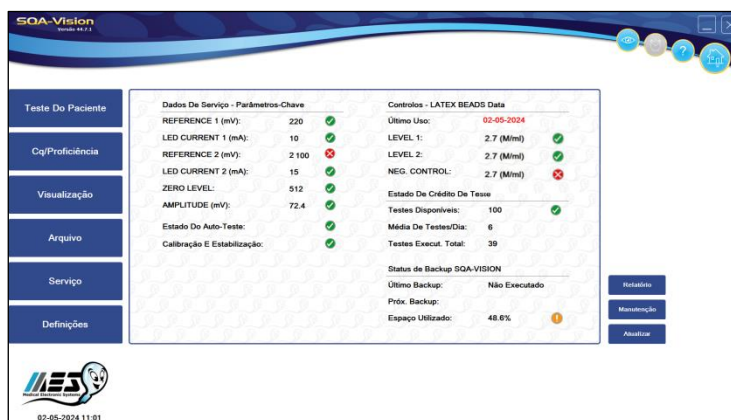 SQA-Vision
Versão 44.7.1
?
Teste Do Paciente
Cq/Proficiência
Visualização
Arquivo
Serviço
Definições
Dados De Serviço - Parâmetros-Chave
REFERENCE 1 (mV): 220
LED CURRENT 1 (mA): 10
REFERENCE 2 (mV): 2 100
LED CURRENT 2 (mA): 15
ZERO LEVEL: 512
AMPLITUDE (mV): 72.4
Estado Do Auto-Teste:
Calibração E Estabilização:
Controlos - LATEX BEADS Data
Último Uso: 02-05-2024
LEVEL 1: 2.7 (M/ml)
LEVEL 2: 2.7 (M/ml)
NEG. CONTROL: 2.7 (M/ml)
Estado De Crédito De Teste
Testes Disponíveis: 100
Média De Testes/Dia: 6
Testes Execut. Total: 39
Status de Backup SQA-VISION
Último Backup: Não Executado
Próx. Backup:
Espaço Utilizado: 48.6%
Relatório
Manutenção
Atualizar
MES
Medical Electronic Systems
02-05-2024 11:01